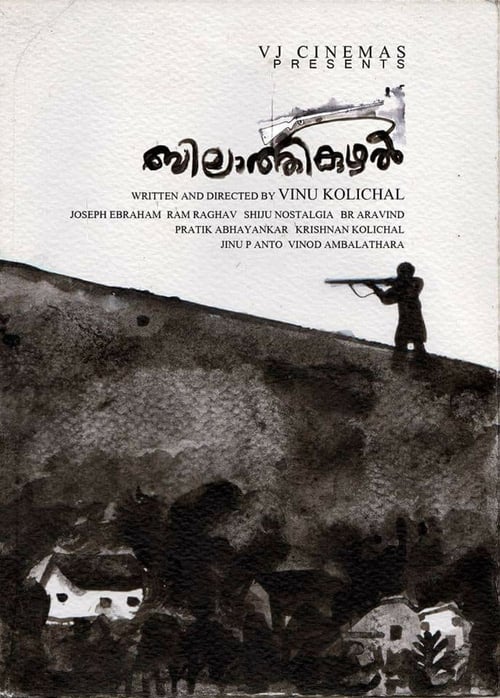 VJ CINEMAS
PRESENTS
ബിലാത്തികുഴൽ
WRITTEN AND DIRECTED BY VINU KOLICHAL
JOSEPH EBRAHAM RAM RAGHAV SHIJU NOSTALGIA BR ARAVIND
PRATIK ABHAYANKAR KRISHNAN KOLICHAL
JINU P ANTO VINOD AMBALATHARA